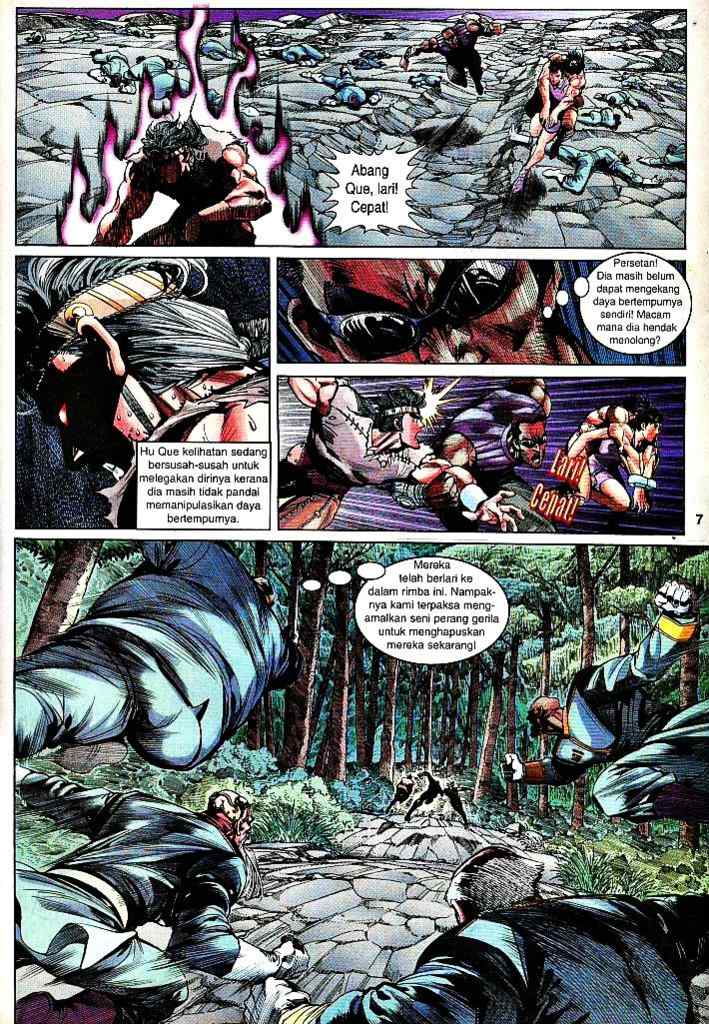 Abang
Que, lari!
Cepat!
Persetan!
Dia masih belum
dapat mengekang
daya bertempurnya
sendiri! Macam
mana dia hendak
menolong?
Hu Que kelihatan sedang
bersusah-susah untuk
melegakan dirinya kerana
dia masih tidak pandai
memanipulasikan daya
bertempurnya.
Lari!
Cepat!
7
Mereka
telah berlari ke
dalam rimba ini. Nampak-
nya kami terpaksa meng-
amalkan seni perang gerila
untuk menghapuskan
mereka sekarang!